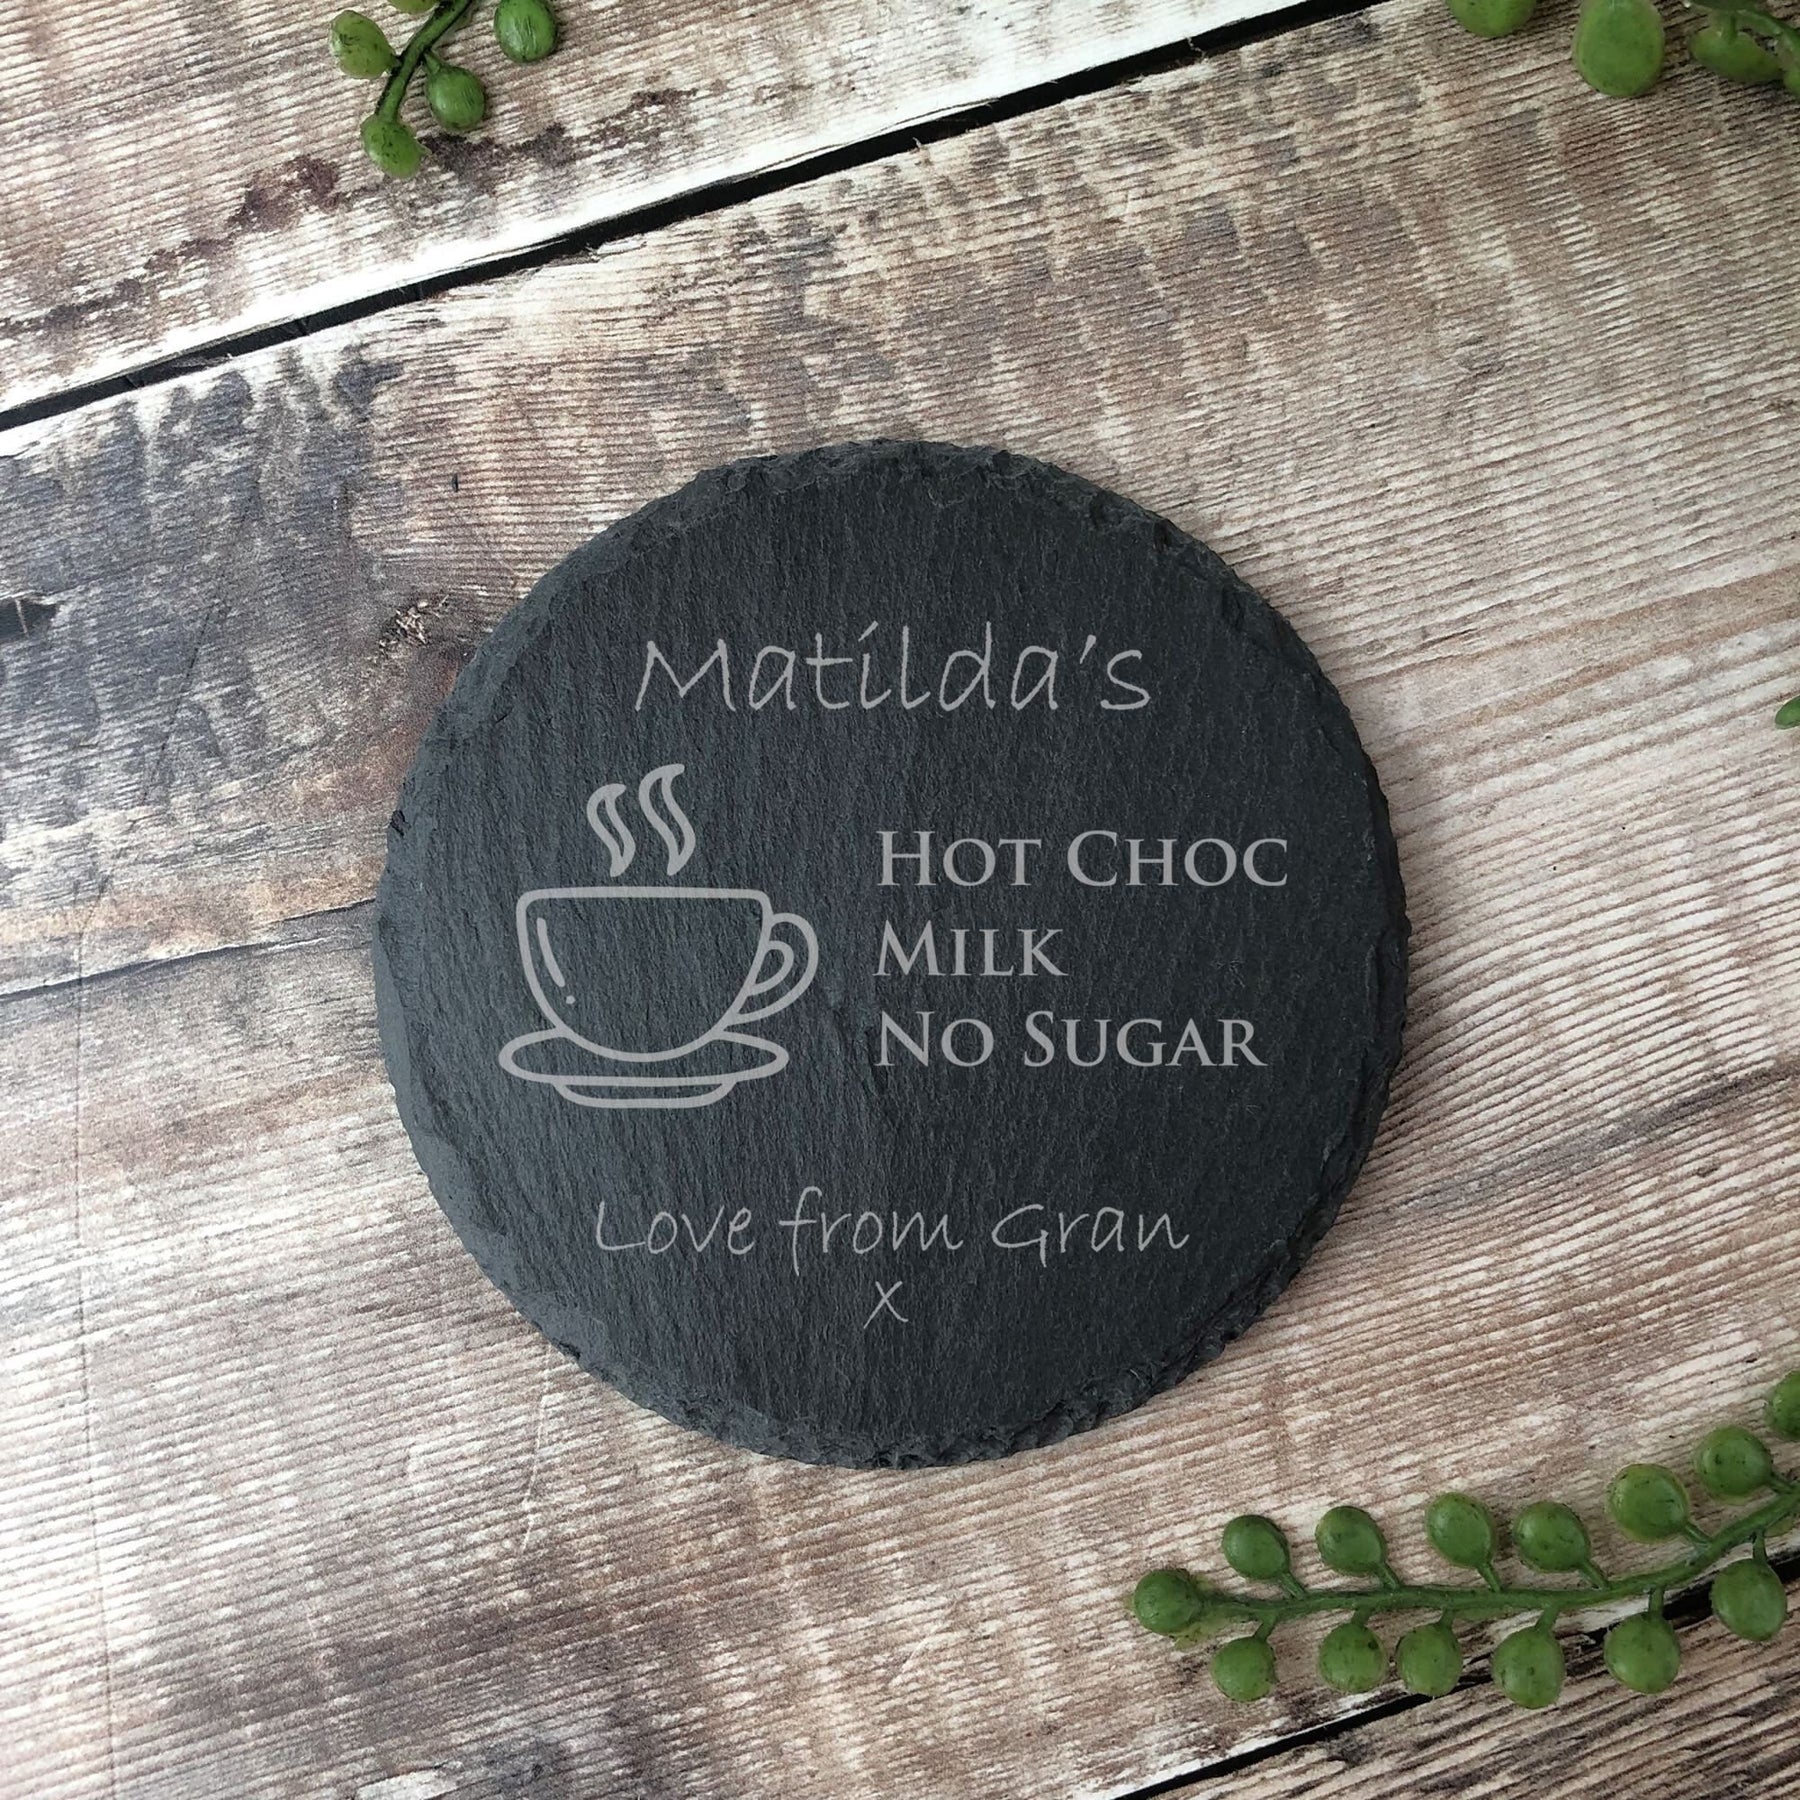 Matilda's
Hot Choc
Milk
No Sugar
Love from Gran
x